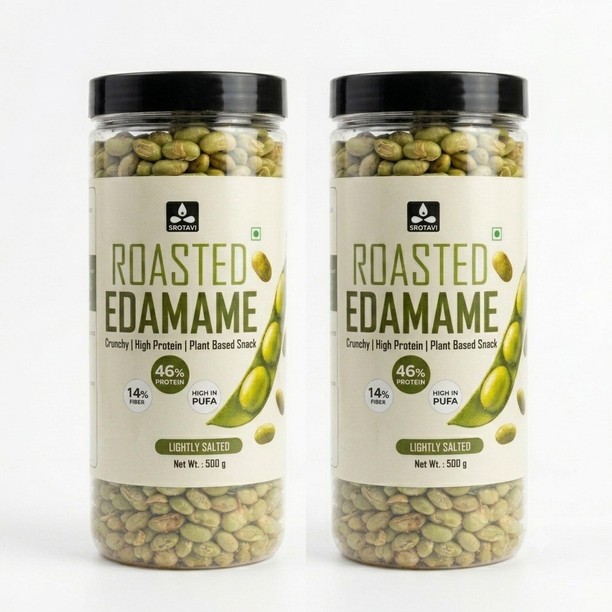 SROTAVI
ROASTED
EDAMAME
Crunchy | High Protein | Plant Based Snack
46%
PROTEIN
14%
FIBER
HIGH IN
PUFA
LIGHTLY SALTED
Net Wt. : 500 g
SROTAVI
ROASTED
EDAMAME
Crunchy | High Protein | Plant Based Snack
46%
PROTEIN
14%
FIBER
HIGH IN
PUFA
LIGHTLY SALTED
Net Wt. : 500 g